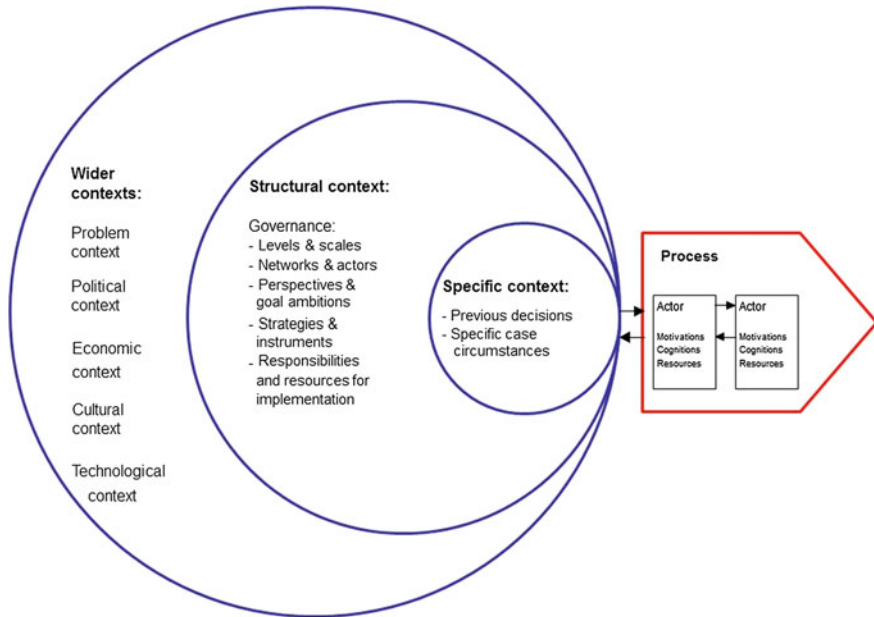 Wider
contexts:
Problem
context
Political
context
Economic
context
Cultural
context
Technological
context
Structural context:
Governance:
- Levels & scales
- Networks & actors
- Perspectives &
goal ambitions
- Strategies &
instruments
- Responsibilities
and resources for
implementation
Specific context:
- Previous decisions
- Specific case
circumstances
Process
Actor
Motivations
Cognitions
Resources
Actor
Motivations
Cognitions
Resources